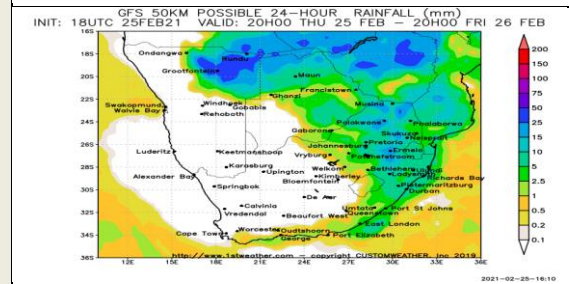 GFS 50KM POSSIBLE 24-HOUR RAINFALL (mm)
INIT: 18UTC 25FEB21 VALID: 20H00 THU 25 FEB - 20H00 FRI 26 FEB
16S
18S
20S
22S
24S
26S
28S
30S
32S
34S
36S
12E
15E
18E
21E
24E
27E
30E
33E
36E
Ondangwa
Rundu
Grootfontein
Maun
Ghanzi
Francistown
Swakopmund
Walvis Bay
Windhoek
Gobabis
Rehoboth
Musina
Polokwane
Phalaborwa
Skukuza
Nelspruit
Gaborone
Pretoria
Johannesburg
Ermelo
Luderitz
Keetmanshoop
Vryburg
Potchefstroom
Karasburg
Upington
Welkom
Bethlehem
Kimberley
Ladysmith
Bloemfontein
Richards Bay
Alexander Bay
Springbok
Pietermaritzburg
Durban
De Aar
Calvinia
Umtata
Port St Johns
Queenstown
Vredendal
Beaufort West
East London
Cape Town
Worcester
Oudtshoorn
George
Port Elizabeth
http://www.1stweather.com - copyright CUSTOMWEATHER, inc 2019
200
150
100
75
50
25
15
10
5
2.5
1
0.5
0.2
0.1
2021-02-25-16:10